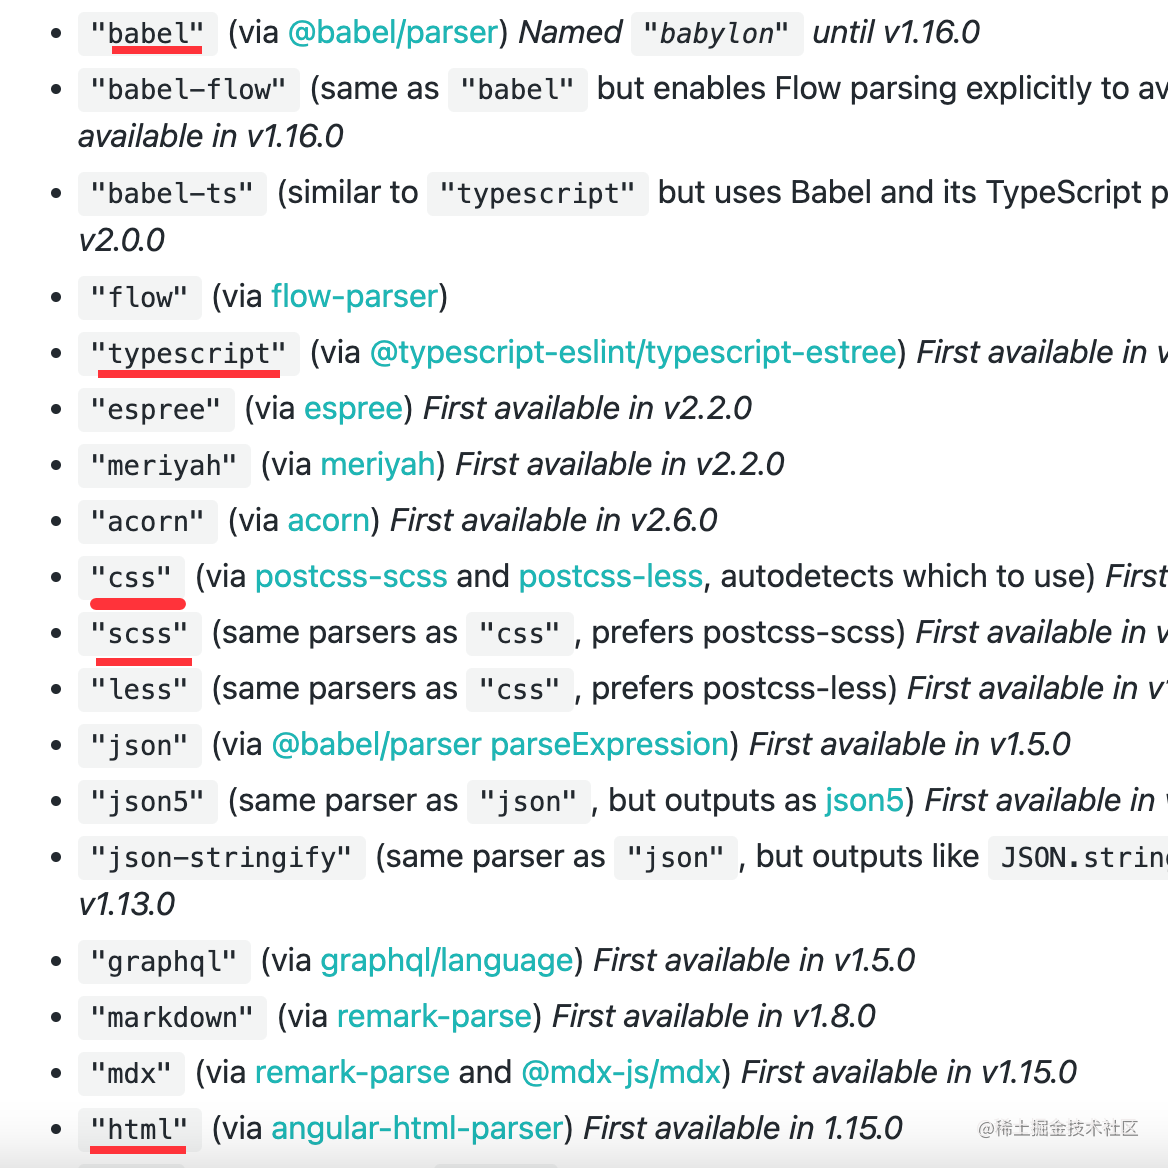 • "babel" (via @babel/parser) Named "babylon" until v1.16.0
• "babel-flow" (same as "babel" but enables Flow parsing explicitly to av
available in v1.16.0
• "babel-ts" (similar to "typescript" but uses Babel and its TypeScript p
v2.0.0
• "flow" (via flow-parser)
• "typescript" (via @typescript-eslint/typescript-estree) First available in v
• "espree" (via espree) First available in v2.2.0
• "meriyah" (via meriyah) First available in v2.2.0
• "acorn" (via acorn) First available in v2.6.0
• "css" (via postcss-scss and postcss-less, autodetects which to use) First
• "scss" (same parsers as "css", prefers postcss-scss) First available in v
• "less" (same parsers as "css", prefers postcss-less) First available in v1
• "json" (via @babel/parser parseExpression) First available in v1.5.0
• "json5" (same parser as "json", but outputs as json5) First available in
• "json-stringify" (same parser as "json", but outputs like JSON.string
v1.13.0
• "graphql" (via graphql/language) First available in v1.5.0
• "markdown" (via remark-parse) First available in v1.8.0
• "mdx" (via remark-parse and @mdx-js/mdx) First available in v1.15.0
• "html" (via angular-html-parser) First available in 1.15.0
@稀土掘金技术社区